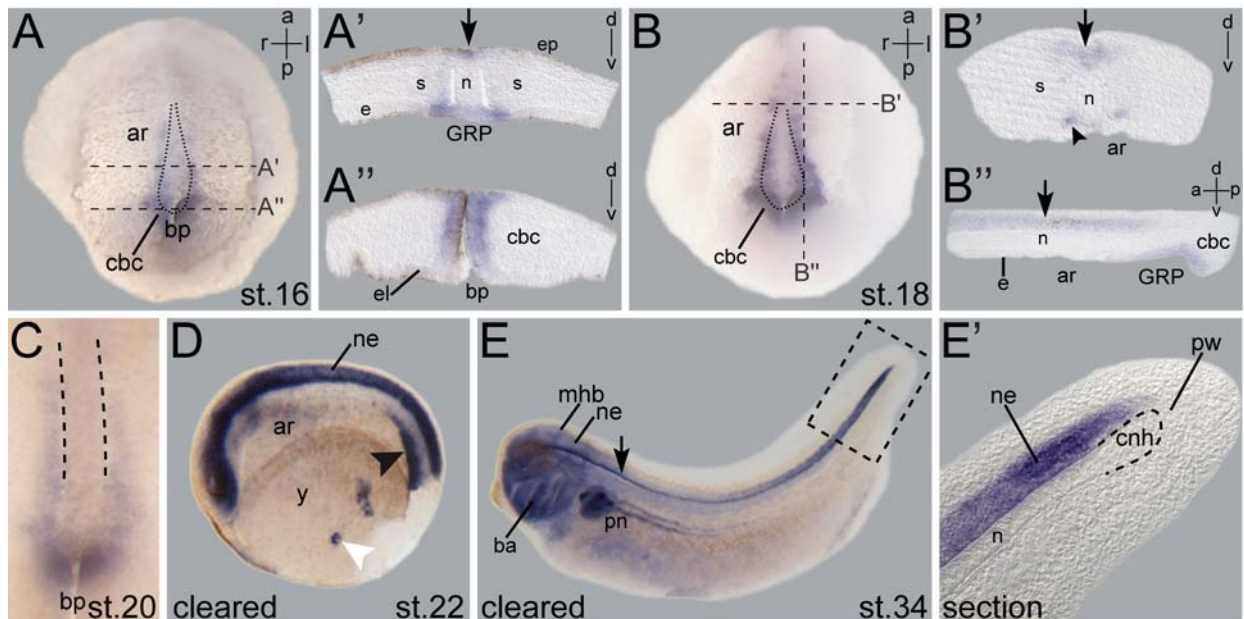 A
a
r l
p
ar
A'
A"
cbc
bp
st.16
A'
ep
d
v
s n s
e
GRP
A"
d
v
cbc
el
bp
B
a
r l
p
B'
ar
cbc
B"
st.18
B'
d
v
s
n
ar
B"
d
a p
v
n
cbc
e
ar
GRP
C
bp
st.20
D
ne
ar
y
cleared
st.22
E
mhb
ne
pn
ba
cleared
st.34
E'
pw
ne
cnh
n
section